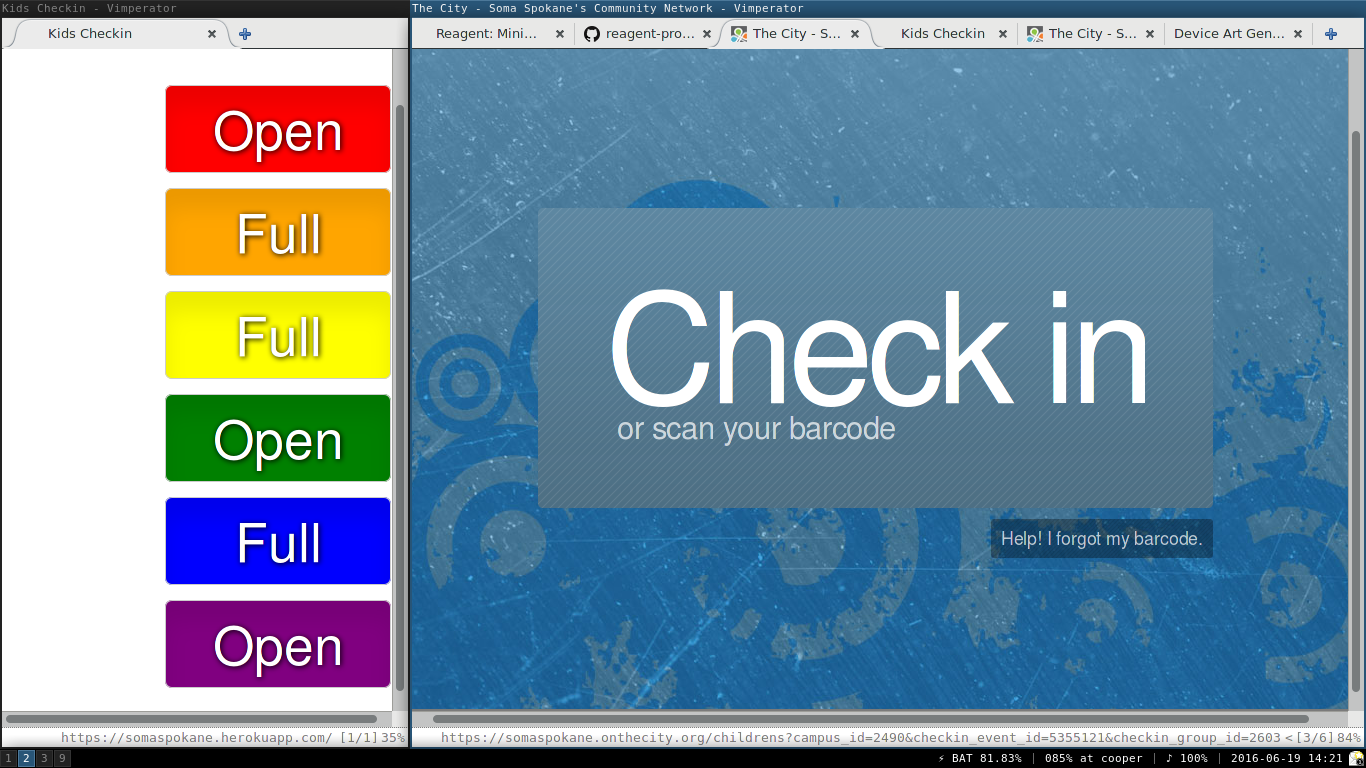 Kids Checkin - Vimperator
Kids Checkin
Open
Full
Full
Open
Full
Open
https://somaspokane.herokuapp.com/ [1/1] 35%
The City - Soma Spokane's Community Network - Vimperator
Reagent: Mini...
reagent-pro...
The City - S...
Kids Checkin
The City - S...
Device Art Gen...
Check in
or scan your barcode
Help! I forgot my barcode.
https://somaspokane.onthecity.org/childrens?campus_id=2490&checkin_event_id=5355121&checkin_group_id=2603 <[3/6] 84%
1 2 3 9
⚡ BAT 81.83% | 085% at cooper | ♪ 100% | 2016-06-19 14:21